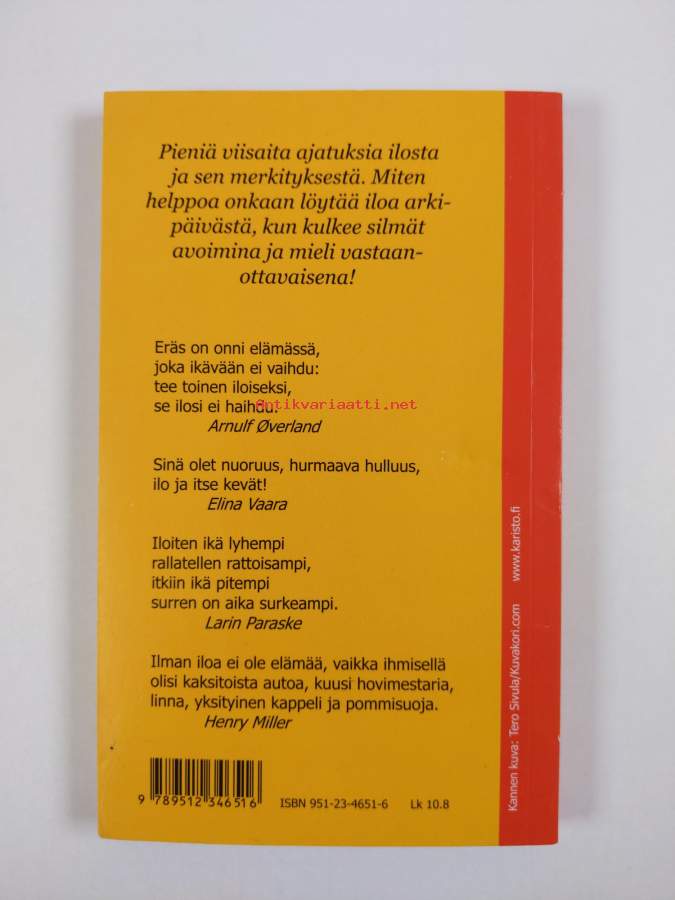 Pieniä viisaita ajatuksia ilosta
ja sen merkityksestä. Miten
helppoa onkaan löytää iloa arki-
päivästä, kun kulkee silmät
avoimina ja mieli vastaan-
ottavaisena!
Eräs on onni elämässä,
joka ikävään ei vaihdu:
tee toinen iloiseksi,
se ilosi ei haihdu.
Antikvariaatti.net
Arnulf Øverland
Sinä olet nuoruus, hurmaava hulluus,
ilo ja itse kevät!
Elina Vaara
Iloiten ikä lyhempi
rallatellen rattoisampi,
itkiin ikä pitempi
surren on aika surkeampi.
Larin Paraske
Ilman iloa ei ole elämää, vaikka ihmisellä
olisi kaksitoista autoa, kuusi hovimestaria,
linna, yksityinen kappeli ja pommisuoja.
Henry Miller
9 789512 346516
ISBN 951-23-4651-6 Lk 10.8
Kannen kuva: Tero Sivula/Kuvakori.com www.karisto.fi